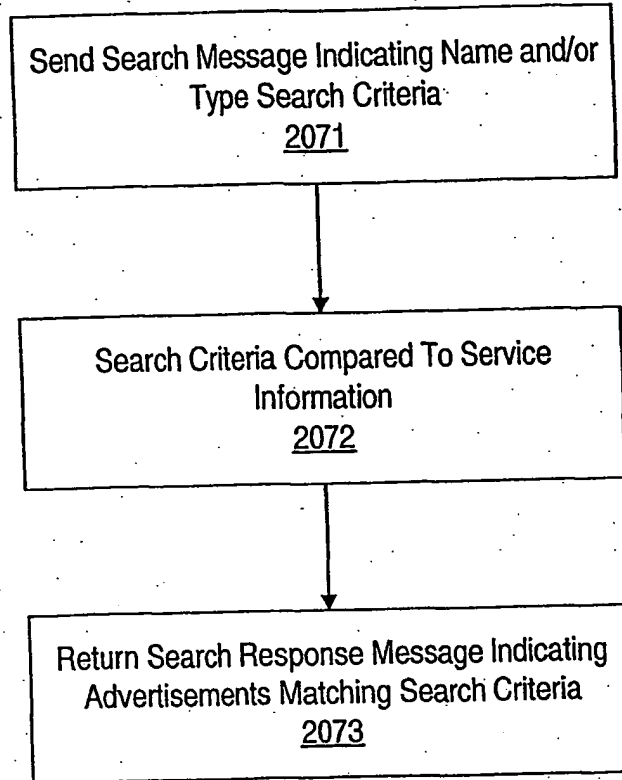 Send Search Message Indicating Name and/or
Type Search Criteria
2071
Search Criteria Compared To Service
Information
2072
Return Search Response Message Indicating
Advertisements Matching Search Criteria
2073